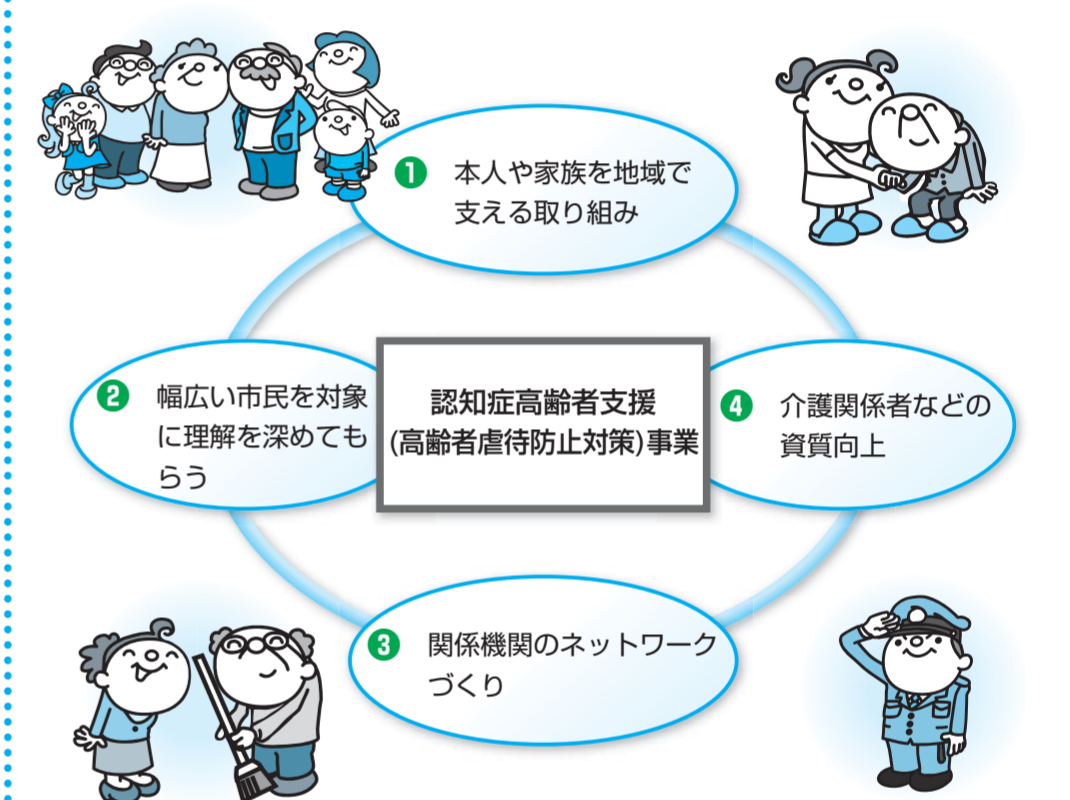 ❶ 本人や家族を地域で
支える取り組み
❷ 幅広い市民を対象
に理解を深めても
らう
認知症高齢者支援
(高齢者虐待防止対策)事業
❹ 介護関係者などの
資質向上
❸ 関係機関のネットワーク
づくり